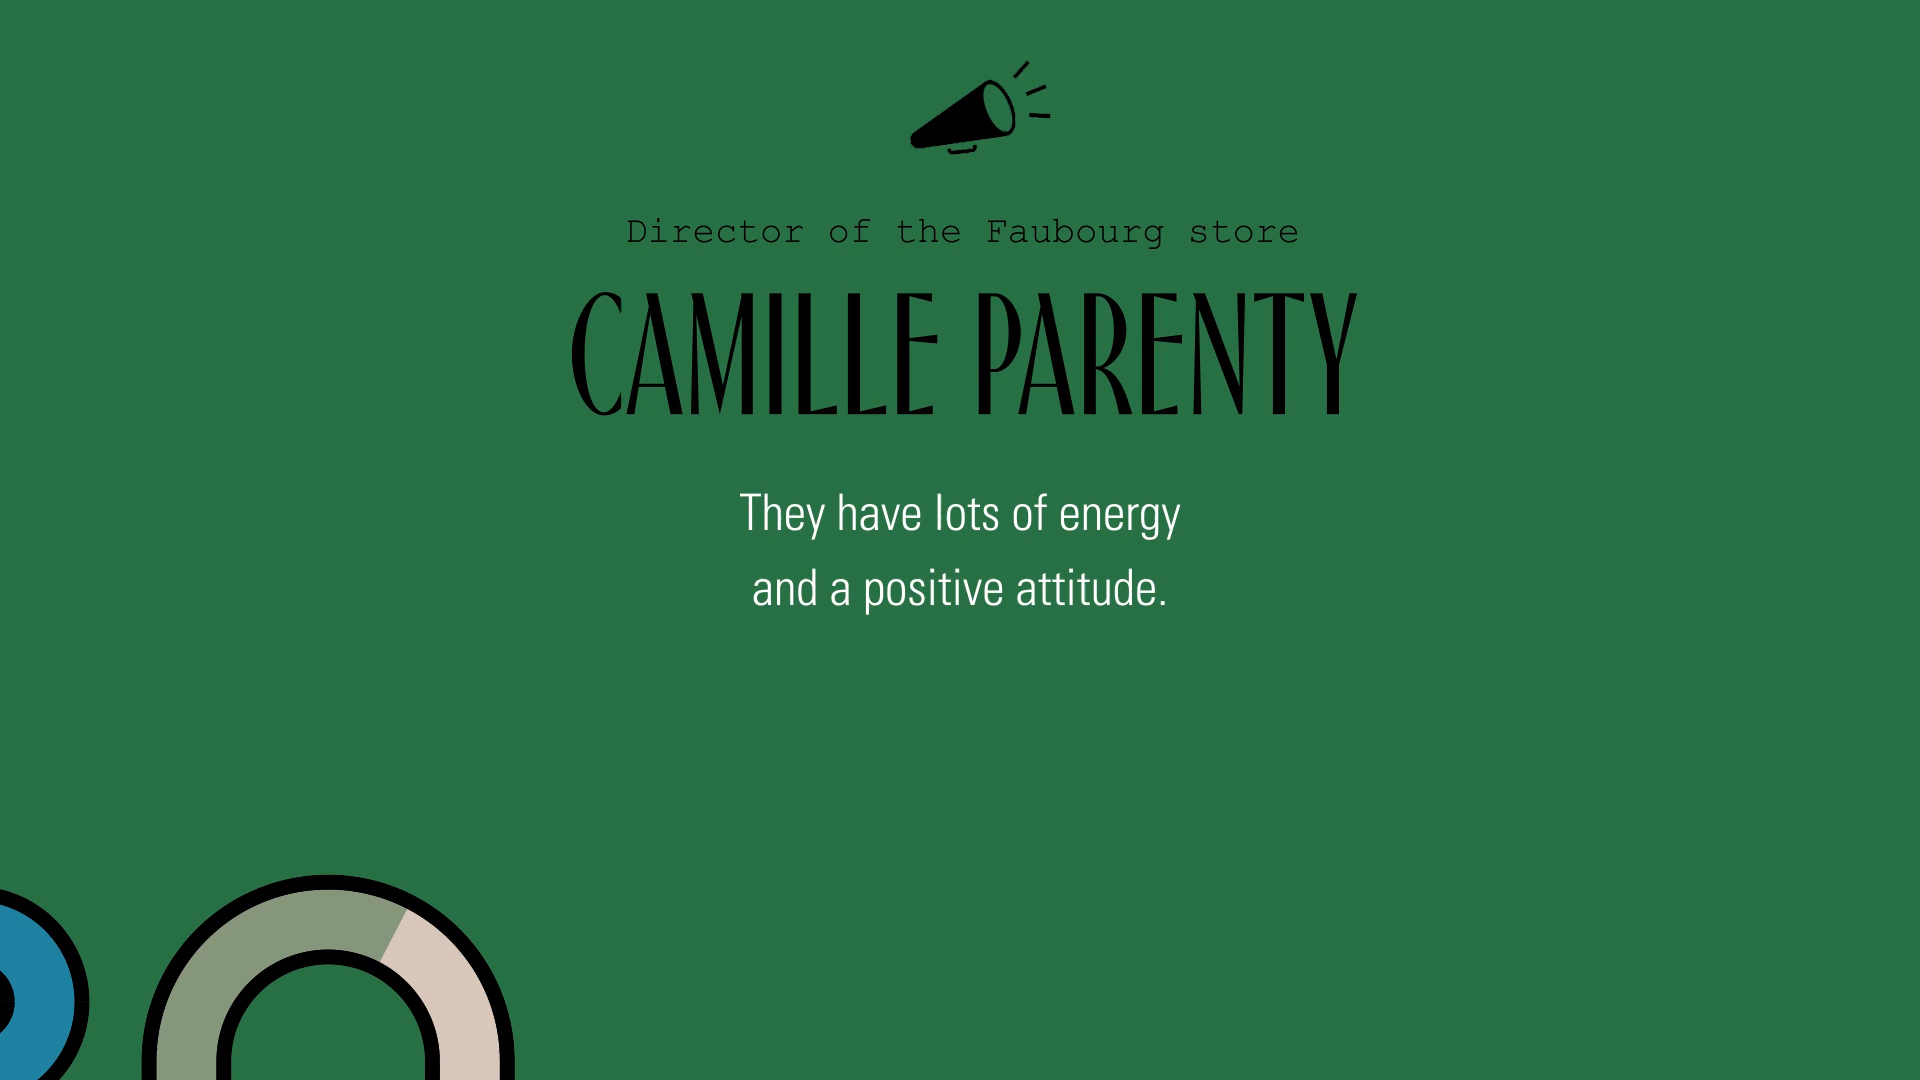 Director of the Faubourg store
CAMILLE PARENTY
They have lots of energy
and a positive attitude.